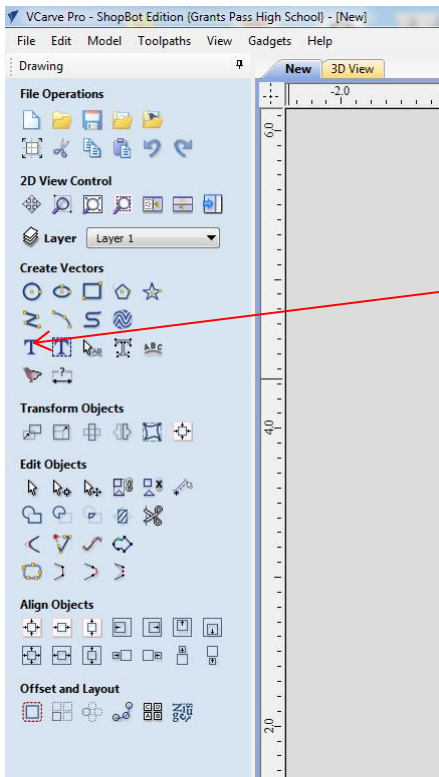 VCarve Pro - ShopBot Edition {Grants Pass High School} - [New]
File Edit Model Toolpaths View Gadgets Help
Drawing
New 3D View
-2.0
File Operations
6.0
2D View Control
Layer Layer 1
Create Vectors
T T AB T ABC
?
Transform Objects
4.0
Edit Objects
Align Objects
Offset and Layout
2.0